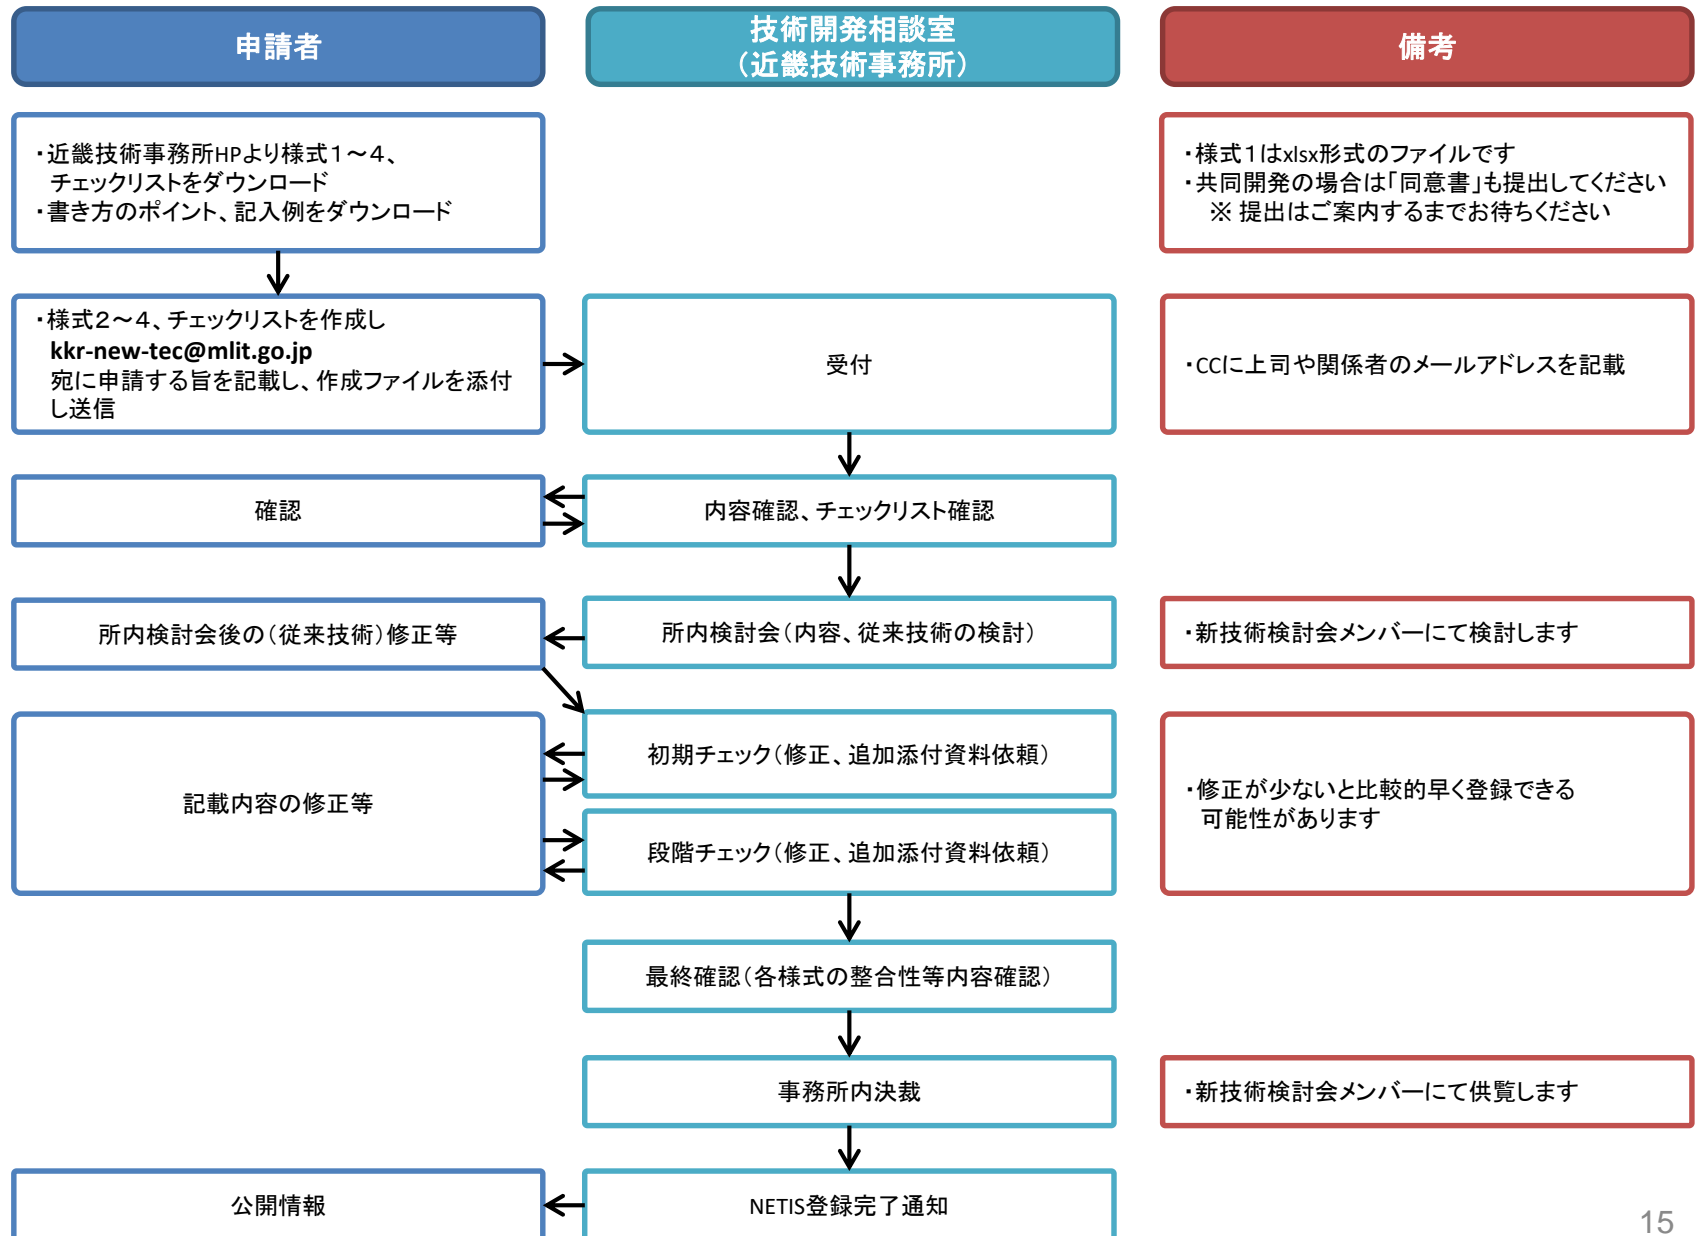 申請者
技術開発相談室
（近畿技術事務所）
備考
・近畿技術事務所HPより様式１～４、
チェックリストをダウンロード
・書き方のポイント、記入例をダウンロード
・様式１はxlsx形式のファイルです
・共同開発の場合は「同意書」も提出してください
※ 提出はご案内するまでお待ちください
・様式２～４、チェックリストを作成し
kkr-new-tec@mlit.go.jp
宛に申請する旨を記載し、作成ファイルを添付
し送信
受付
・CCに上司や関係者のメールアドレスを記載
確認
内容確認、チェックリスト確認
所内検討会後の（従来技術）修正等
所内検討会（内容、従来技術の検討）
・新技術検討会メンバーにて検討します
記載内容の修正等
初期チェック（修正、追加添付資料依頼）
段階チェック（修正、追加添付資料依頼）
・修正が少ないと比較的早く登録できる
可能性があります
最終確認（各様式の整合性等内容確認）
事務所内決裁
・新技術検討会メンバーにて供覧します
公開情報
NETIS登録完了通知
15